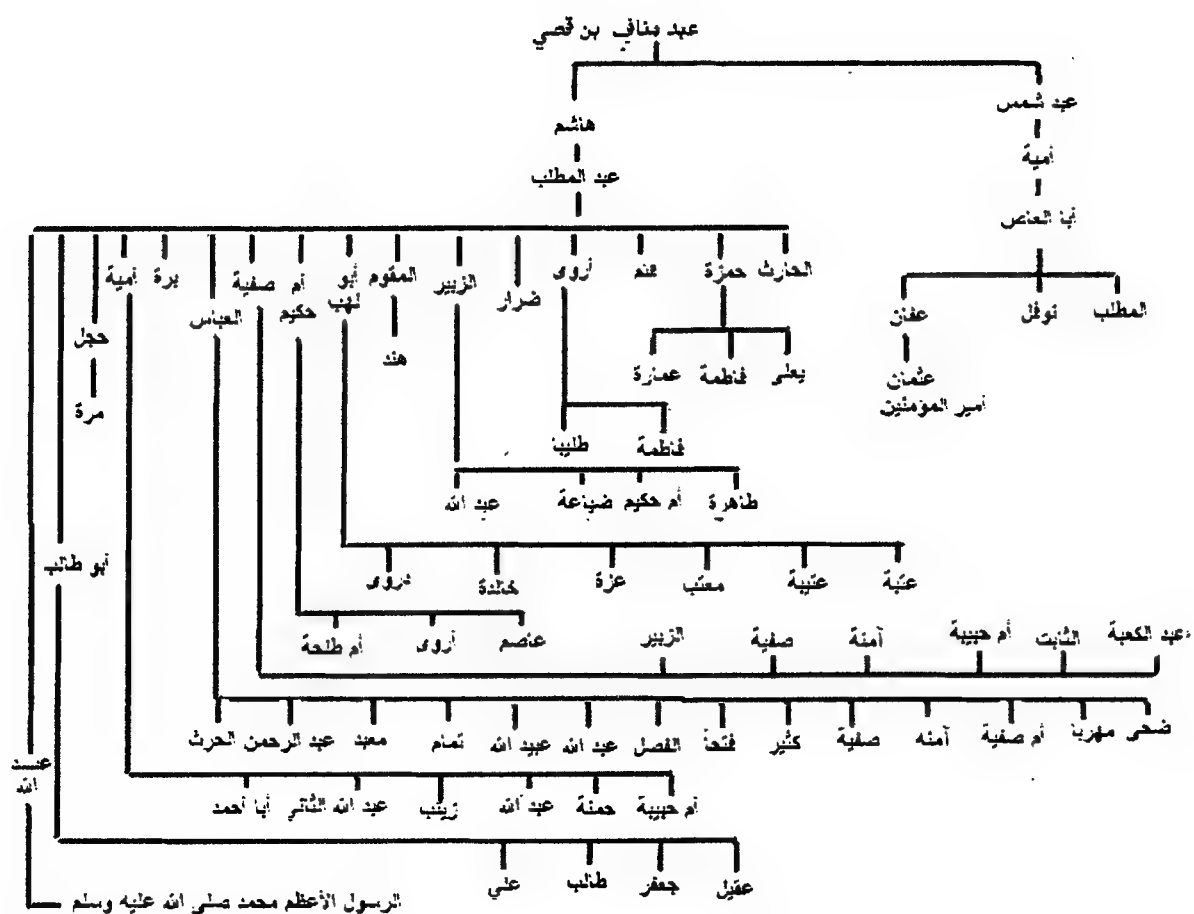 عبد مناف بن قصي
عبد شمس
هاشم
أمية
عبد المطلب
أبا العاص
الحارث
حمزة
قثم
أروى
ضرار
الزبير
المقوم
أبو لهب
أم حكيم
صفية
العباس
برة
أمية
حجل
مرة
المطلب
نوفل
عفان
عثمان
أمير المؤمنين
هند
يعلى
فاطمة
عمارة
فاطمة
طليبا
طاهرة
أم حكيم
ضباعة
عبد الله
أبو طالب
عتبة
عتيبة
معتب
عزة
خالدة
عاصم
أروى
أم طلحة
عبد الكعبة
الثابت
أم حبيبة
آمنة
صفية
الزبير
ضحى
مهربا
أم صفية
آمنه
صفية
كثير
فتحا
الفضل
عبد الله
عبيد الله
تمام
معبد
عبد الرحمن
الحرث
عبد
الله
أم حبيبة
حمنة
عبد الله
زينب
عبد الله الثاني
أبا أحمد
عقيل
جعفر
طالب
علي
الرسول الأعظم محمد صلى الله عليه وسلم